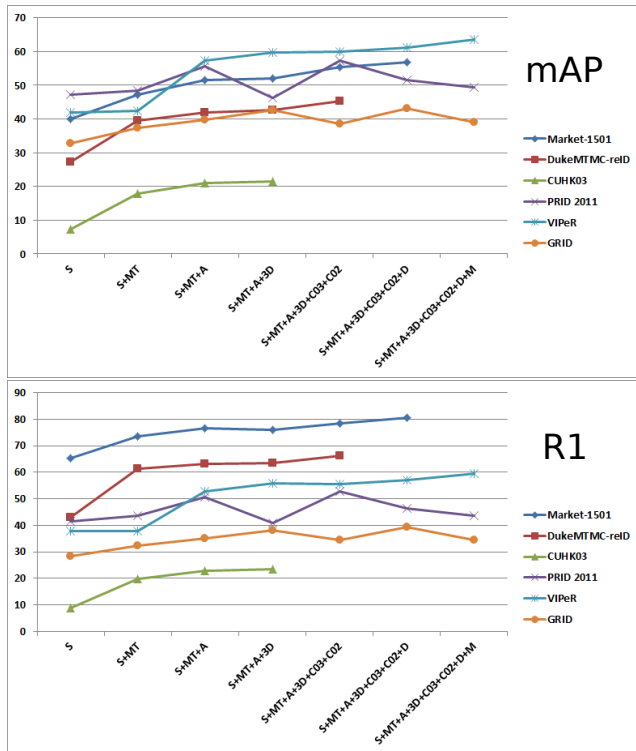 70
60
50
40
30
20
10
0
mAP
Market-1501
DukeMTMC-reID
CUHK03
PRID 2011
VIPeR
GRID
S
S+MT
S+MT+A
S+MT+A+3D
S+MT+A+3D+C03+C02
S+MT+A+3D+C03+C02+D
S+MT+A+3D+C03+C02+D+M
90
80
70
60
50
40
30
20
10
0
R1
Market-1501
DukeMTMC-reID
CUHK03
PRID 2011
VIPeR
GRID
S
S+MT
S+MT+A
S+MT+A+3D
S+MT+A+3D+C03+C02
S+MT+A+3D+C03+C02+D
S+MT+A+3D+C03+C02+D+M